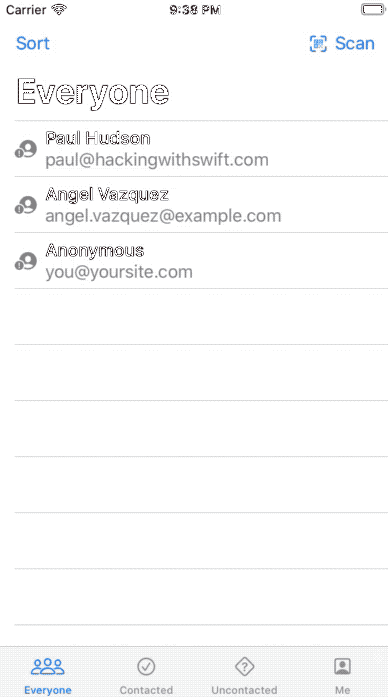 Carrier 9:38 PM
Sort Scan
Everyone
Paul Hudson
paul@hackingwithswift.com
Angel Vazquez
angel.vazquez@example.com
Anonymous
you@yoursite.com
Everyone Contacted Uncontacted Me